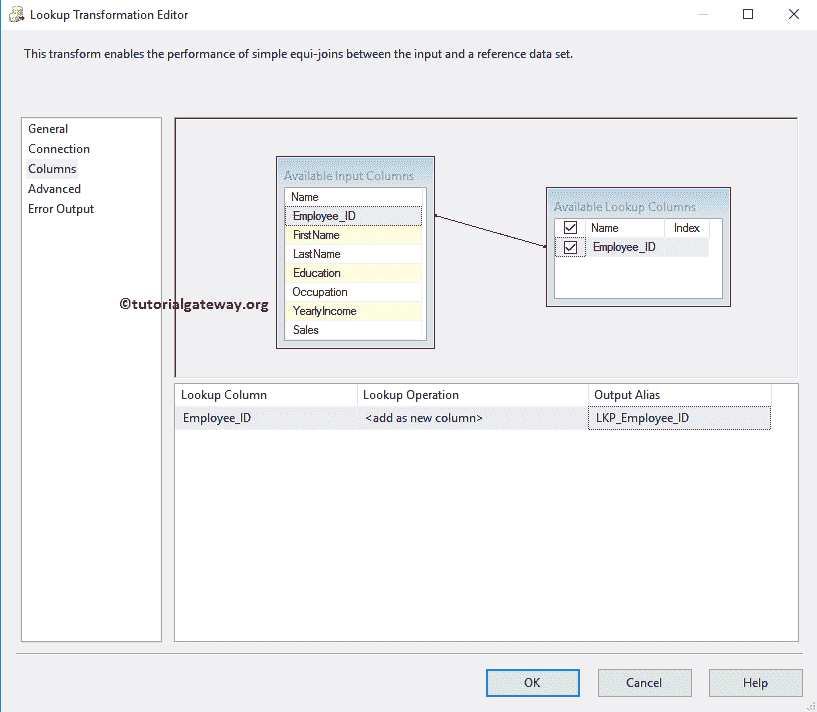 Lookup Transformation Editor
This transform enables the performance of simple equi-joins between the input and a reference data set.
General
Connection
Columns
Advanced
Error Output
Available Input Columns
Name
Employee_ID
FirstName
LastName
Education
Occupation
YearlyIncome
Sales
Available Lookup Columns
Name Index
Employee_ID
©tutorialgateway.org
Lookup Column Lookup Operation Output Alias
Employee_ID <add as new column> LKP_Employee_ID
OK Cancel Help